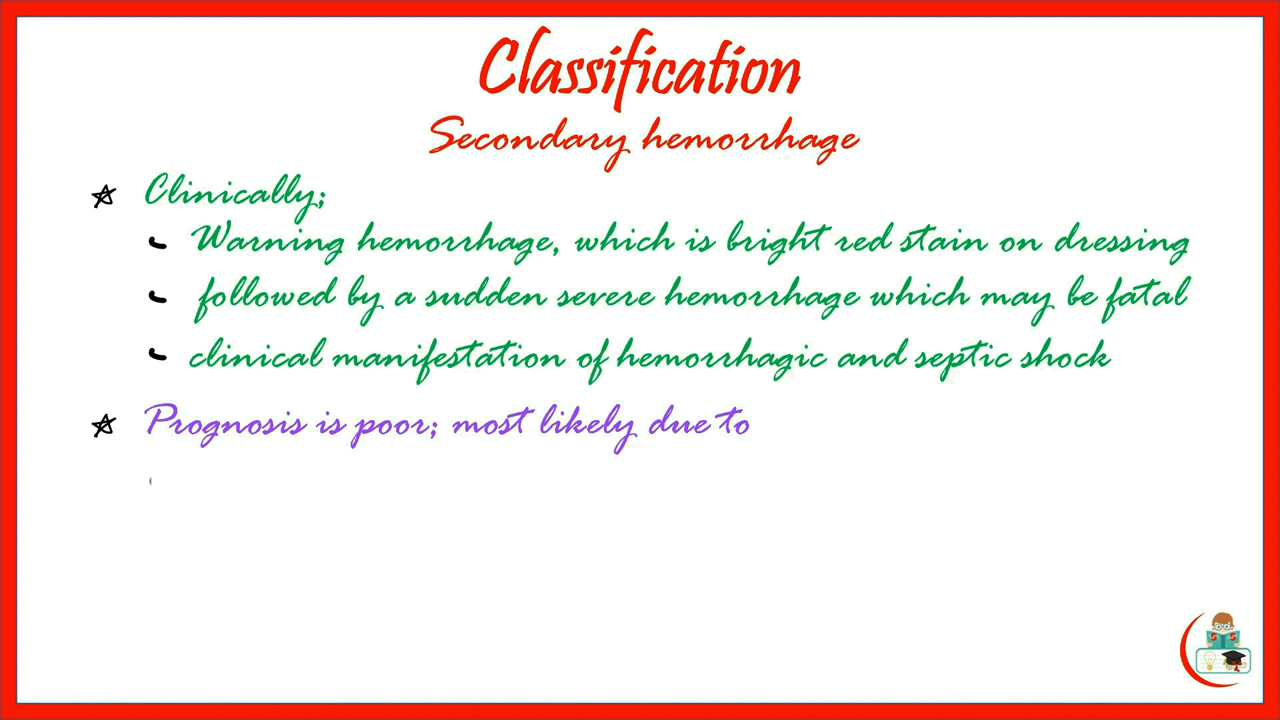 Classification
Secondary hemorrhage
Clinically;
Warning hemorrhage, which is bright red stain on dressing
followed by a sudden severe hemorrhage which may be fatal
clinical manifestation of hemorrhagic and septic shock
Prognosis is poor; most likely due to